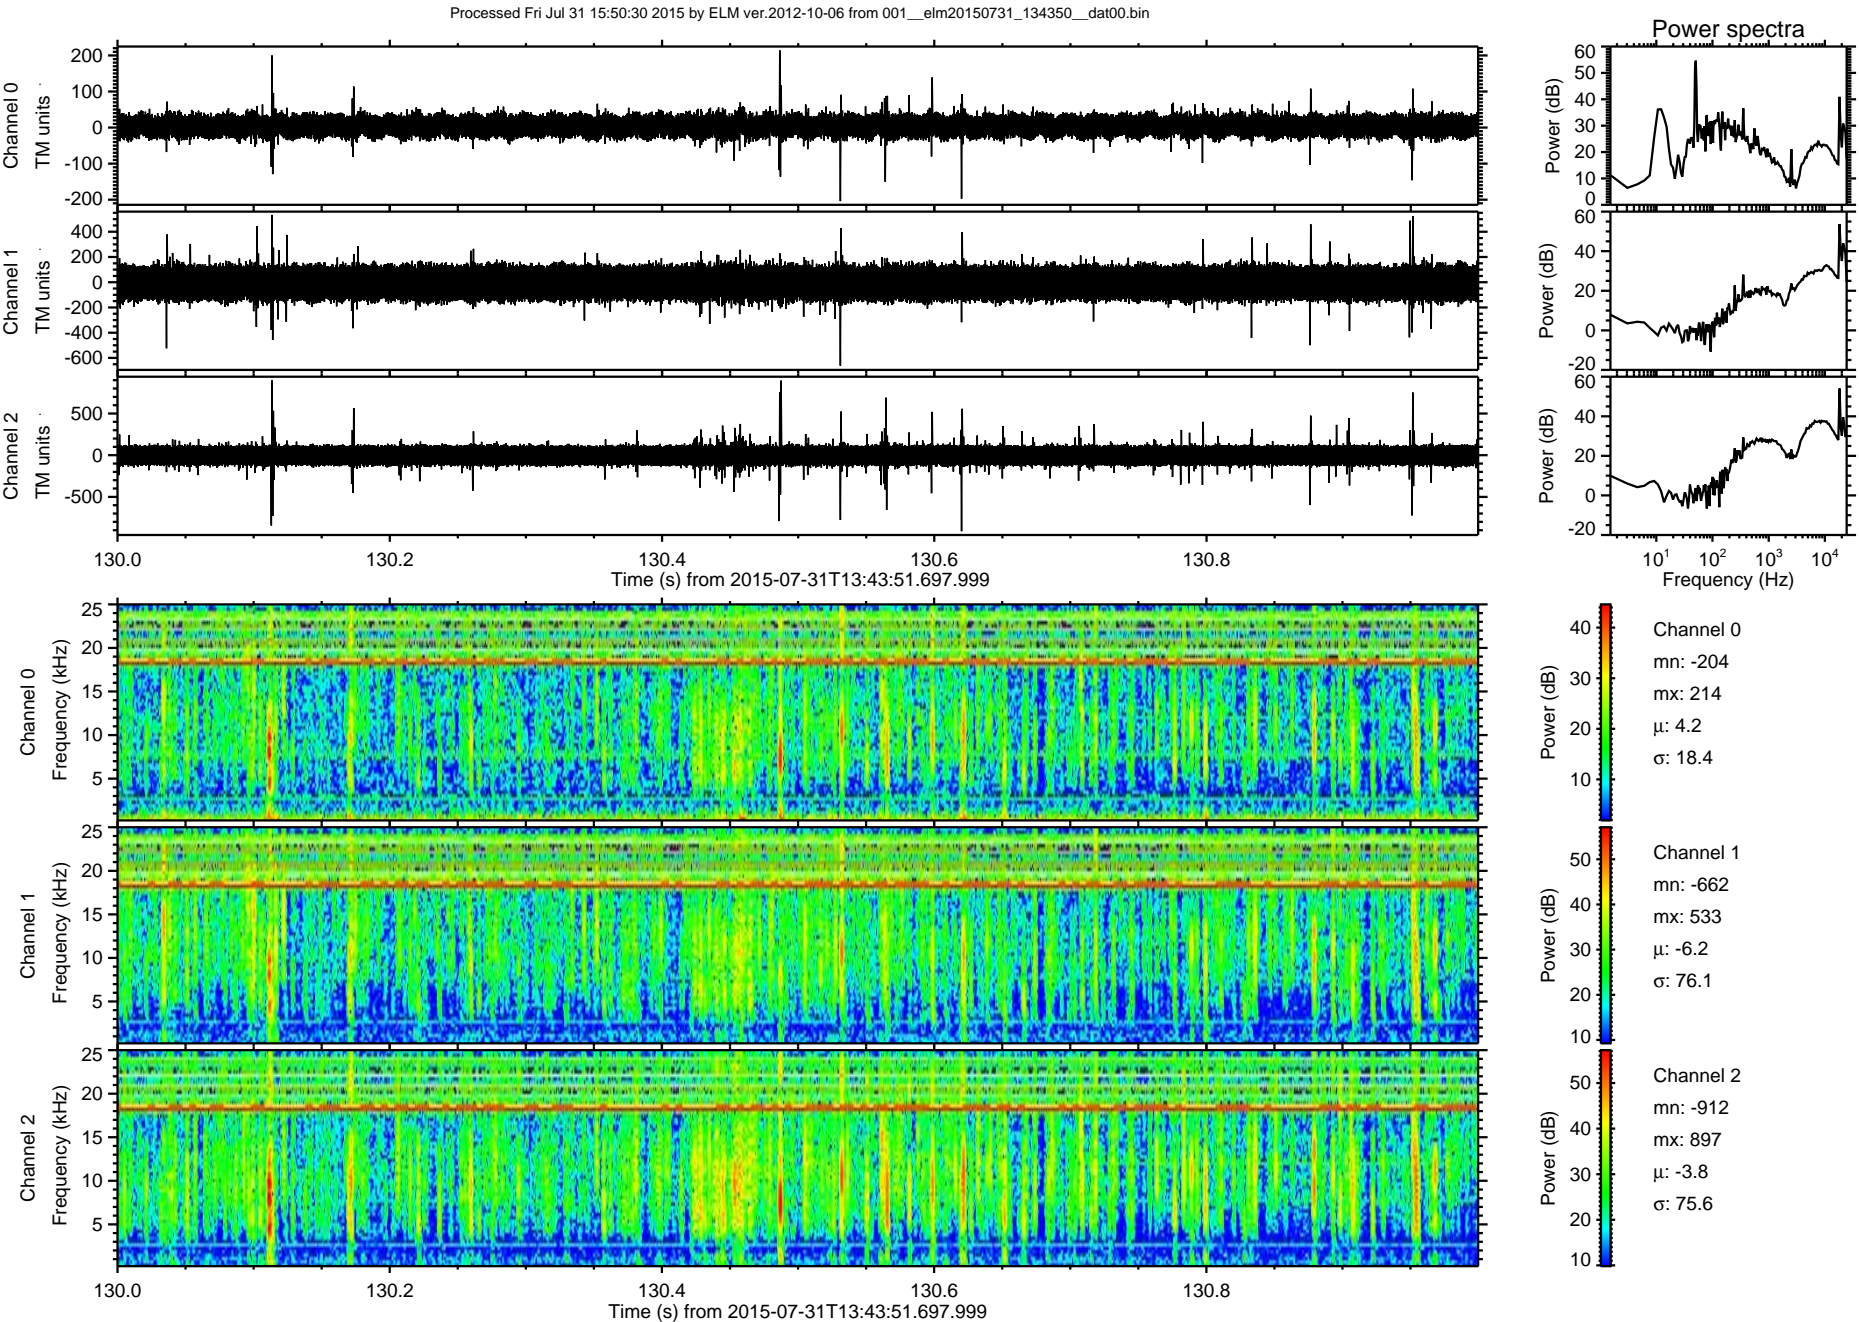 Processed Fri Jul 31 15:50:30 2015 by ELM ver.2012-10-06 from 001__elm20150731_134350__dat00.bin
Power spectra
Channel 0
TM units
200
100
0
-100
-200
Power (dB)
60
50
40
30
20
10
0
Channel 1
TM units
400
200
0
-200
-400
-600
Power (dB)
60
40
20
0
-20
Channel 2
TM units
500
0
-500
Power (dB)
60
40
20
0
-20
130.0 130.2 130.4 130.6 130.8
Time (s) from 2015-07-31T13:43:51.697.999
10¹ 10² 10³ 10⁴
Frequency (Hz)
Channel 0
Frequency (kHz)
25
20
15
10
5
Power (dB)
40
30
20
10
Channel 0
mn: -204
mx: 214
μ: 4.2
σ: 18.4
Channel 1
Frequency (kHz)
25
20
15
10
5
Power (dB)
50
40
30
20
10
Channel 1
mn: -662
mx: 533
μ: -6.2
σ: 76.1
Channel 2
Frequency (kHz)
25
20
15
10
5
Power (dB)
50
40
30
20
10
Channel 2
mn: -912
mx: 897
μ: -3.8
σ: 75.6
130.0 130.2 130.4 130.6 130.8
Time (s) from 2015-07-31T13:43:51.697.999